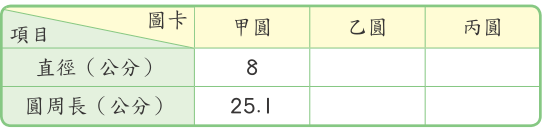 圖卡
項目
甲圓 乙圓 丙圓
直徑（公分） 8
圓周長（公分） 25.1